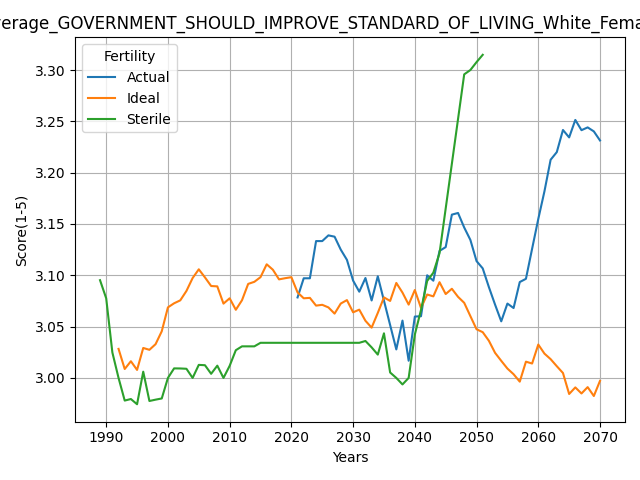 verage_GOVERNMENT_SHOULD_IMPROVE_STANDARD_OF_LIVING_White_Fema
Fertility
Actual
Ideal
Sterile
Score(1-5)
3.30
3.25
3.20
3.15
3.10
3.05
3.00
1990 2000 2010 2020 2030 2040 2050 2060 2070
Years